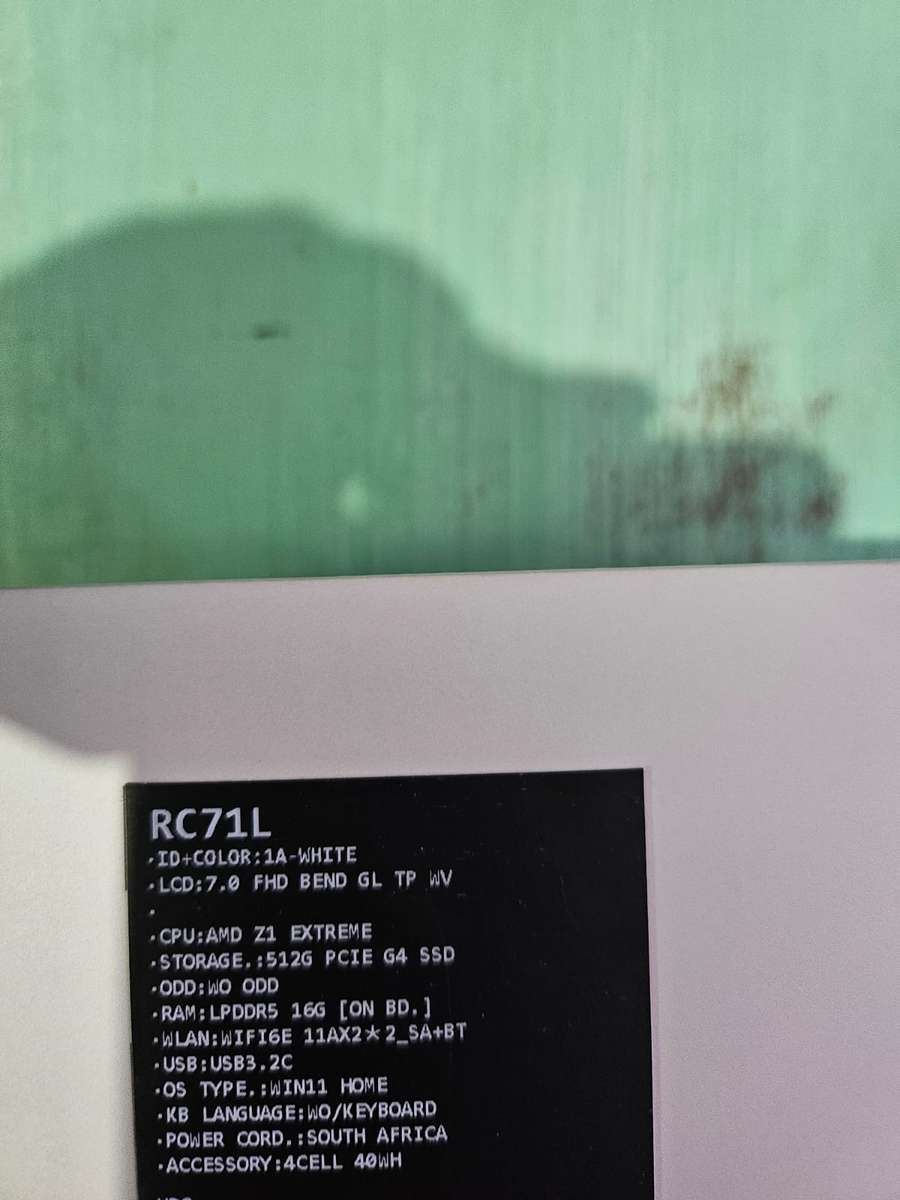 RC71L
·ID+COLOR:1A-WHITE
·LCD:7.0 FHD BEND GL TP WV
·
·CPU:AMD Z1 EXTREME
·STORAGE.:512G PCIE G4 SSD
·ODD:WO ODD
·RAM:LPDDR5 16G [ON BD.]
·WLAN:WIFI6E 11AX2*2_SA+BT
·USB:USB3.2C
·OS TYPE.:WIN11 HOME
·KB LANGUAGE:WO/KEYBOARD
·POWER CORD.:SOUTH AFRICA
·ACCESSORY:4CELL 40WH